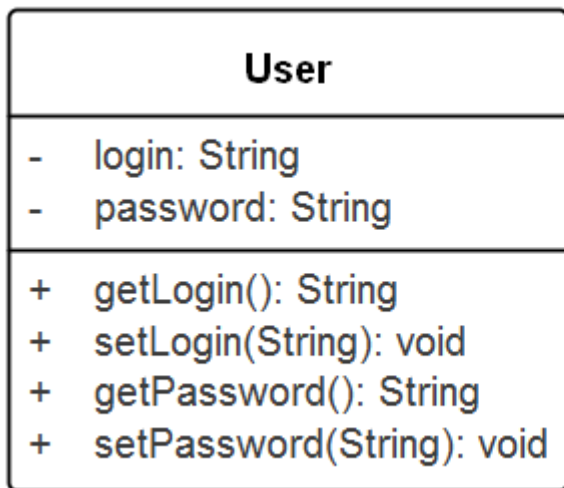 User
- login: String
- password: String
+ getLogin(): String
+ setLogin(String): void
+ getPassword(): String
+ setPassword(String): void